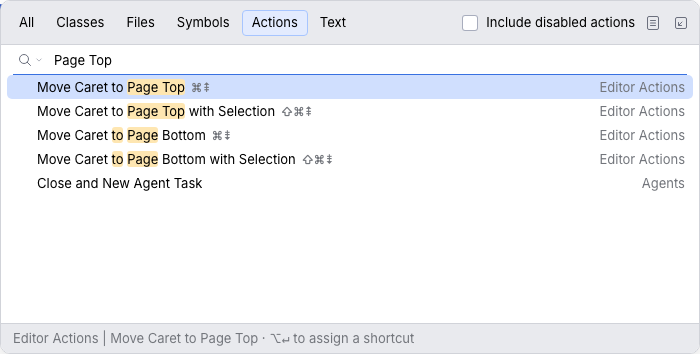 All Classes Files Symbols Actions Text Include disabled actions
Page Top
Move Caret to Page Top ⌘⇞ Editor Actions
Move Caret to Page Top with Selection ⇧⌘⇞ Editor Actions
Move Caret to Page Bottom ⌘⇟ Editor Actions
Move Caret to Page Bottom with Selection ⇧⌘⇟ Editor Actions
Close and New Agent Task Agents
Editor Actions | Move Caret to Page Top · ⌥↵ to assign a shortcut